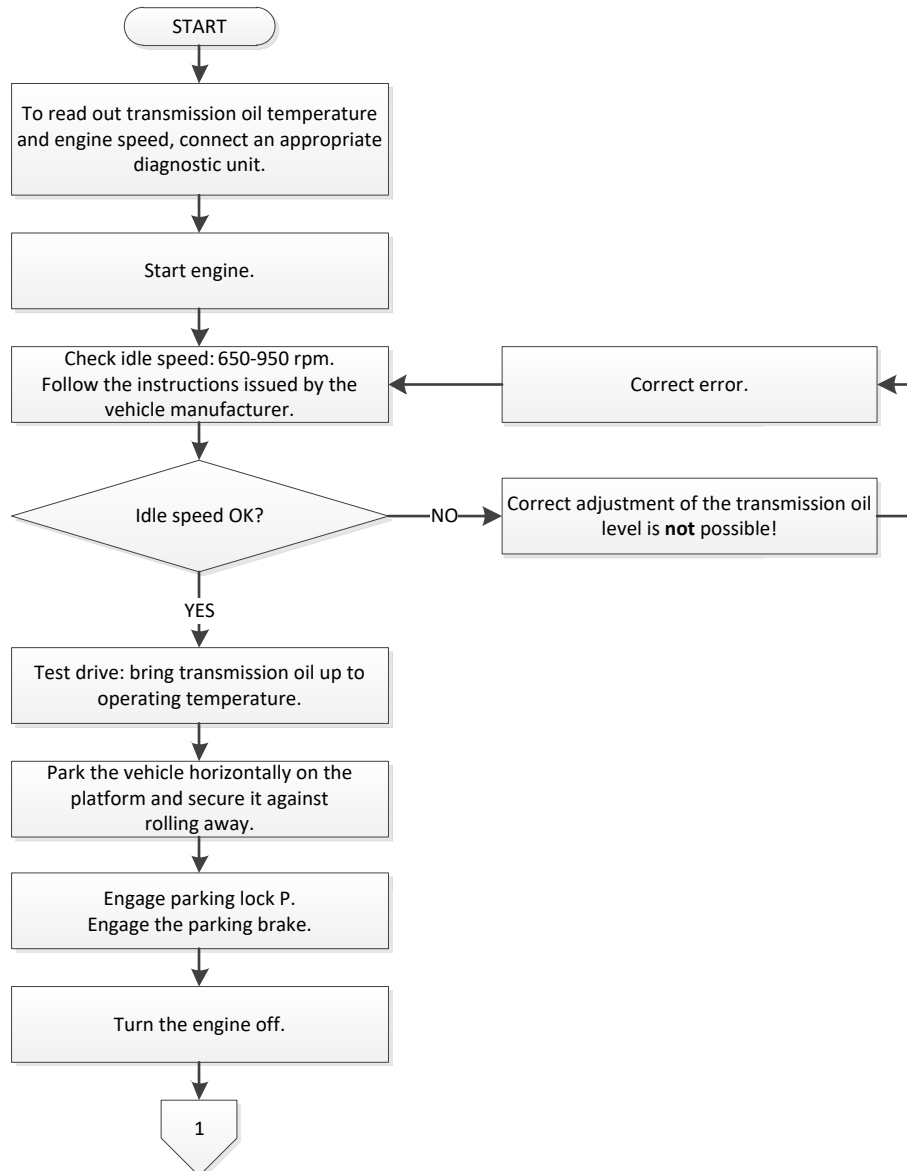 START
To read out transmission oil temperature
and engine speed, connect an appropriate
diagnostic unit.
Start engine.
Check idle speed: 650-950 rpm.
Follow the instructions issued by the
vehicle manufacturer.
Correct error.
Idle speed OK?
NO
Correct adjustment of the transmission oil
level is not possible!
YES
Test drive: bring transmission oil up to
operating temperature.
Park the vehicle horizontally on the
platform and secure it against
rolling away.
Engage parking lock P.
Engage the parking brake.
Turn the engine off.
1